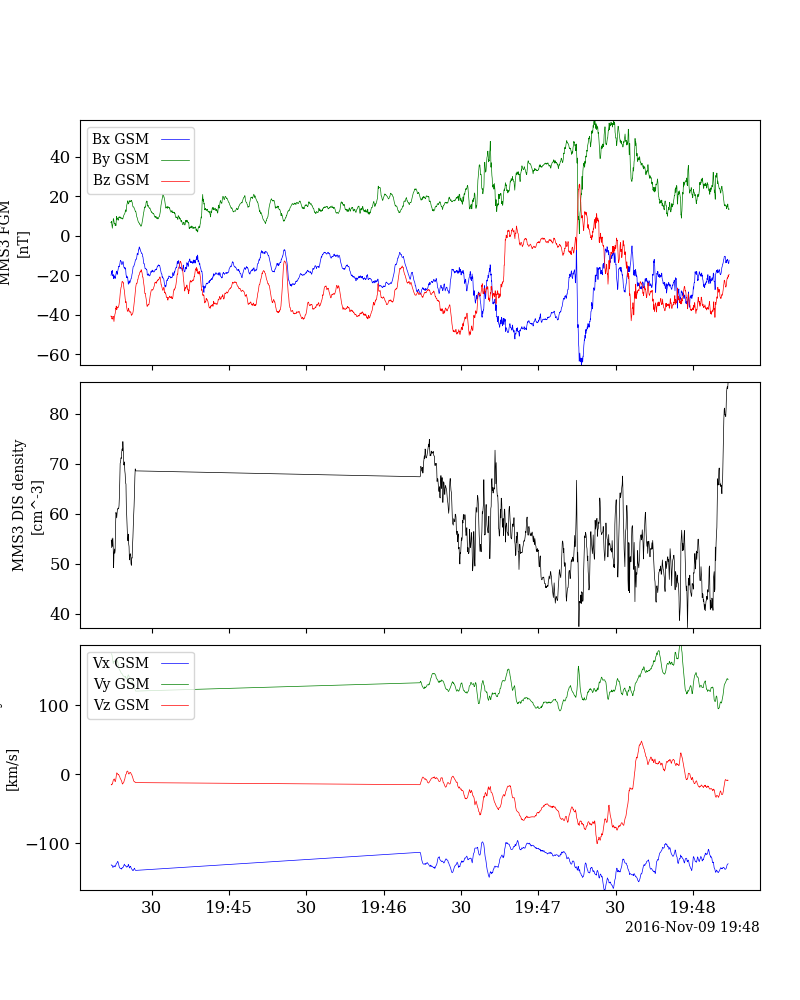 Bx GSM
By GSM
Bz GSM
MMS3 FGM
[nT]
40
20
0
−20
−40
−60
MMS3 DIS density
[cm^-3]
80
70
60
50
40
Vx GSM
Vy GSM
Vz GSM
[km/s]
100
0
−100
30
19:45
30
19:46
30
19:47
30
19:48
2016-Nov-09 19:48